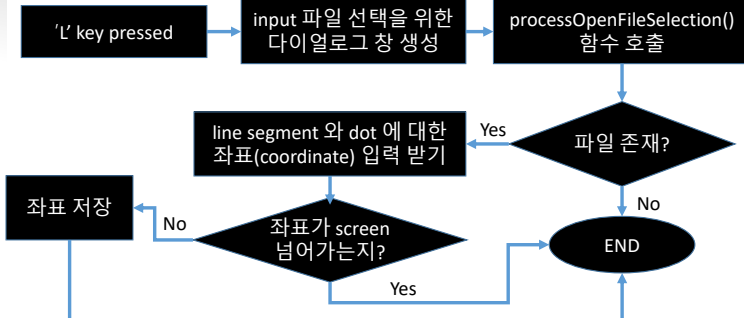 'L' key pressed
input 파일 선택을 위한
다이얼로그 창 생성
processOpenFileSelection()
함수 호출
파일 존재?
Yes
No
line segment 와 dot 에 대한
좌표(coordinate) 입력 받기
좌표가 screen
넘어가는지?
No
Yes
좌표 저장
END